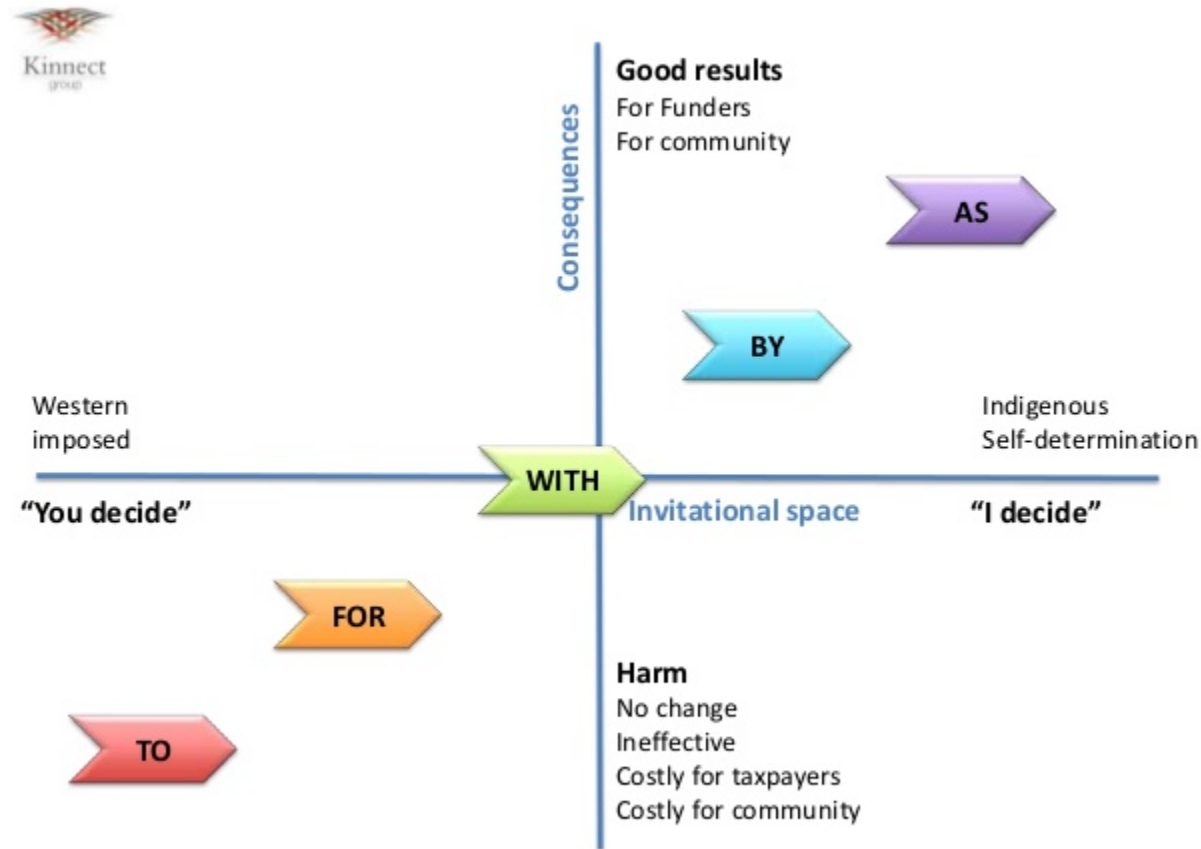 Kinnect
group
Good results
For Funders
For community
Consequences
AS
BY
Western
imposed
Indigenous
Self-determination
WITH
"You decide"
Invitational space
"I decide"
FOR
Harm
No change
Ineffective
Costly for taxpayers
Costly for community
TO